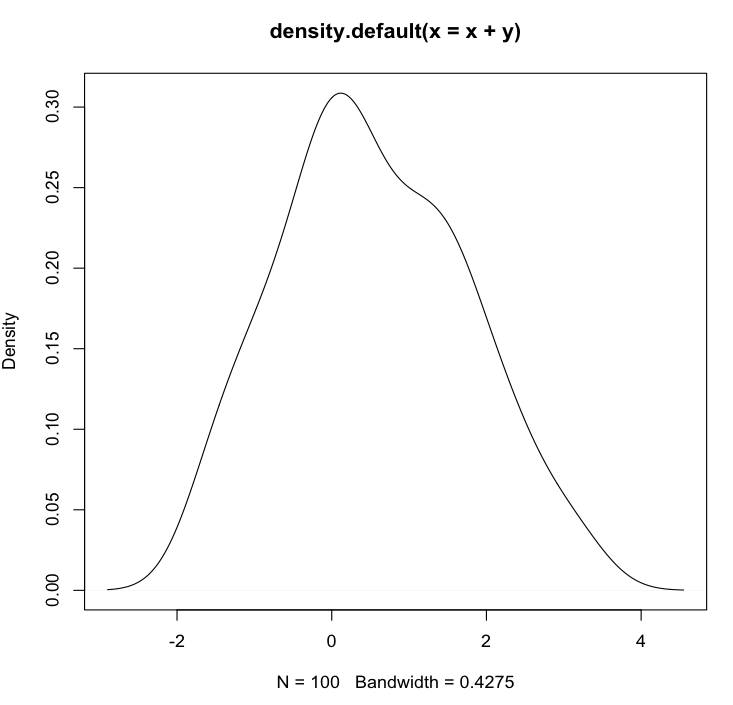 density.default(x = x + y)
Density
0.30
0.25
0.20
0.15
0.10
0.05
0.00
-2 0 2 4
N = 100 Bandwidth = 0.4275